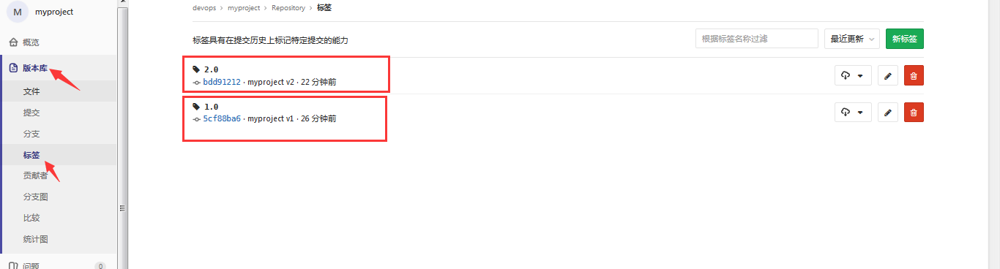 M myproject
概览
版本库
文件
提交
分支
标签
贡献者
分支图
比较
统计图
问题 0
devops > myproject > Repository > 标签
标签具有在提交历史上标记特定提交的能力
根据标签名称过滤
最近更新
新标签
2.0
bdd91212 · myproject v2 · 22 分钟前
1.0
5cf88ba6 · myproject v1 · 26 分钟前